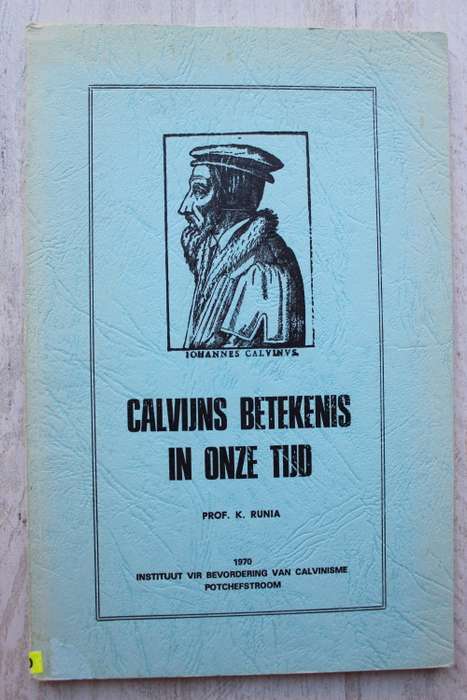 IOHANNES CALVINVS.
CALVIJNS BETEKENIS
IN ONZE TIJD
PROF. K. RUNIA
1970
INSTITUUT VIR BEVORDERING VAN CALVINISME
POTCHEFSTROOM